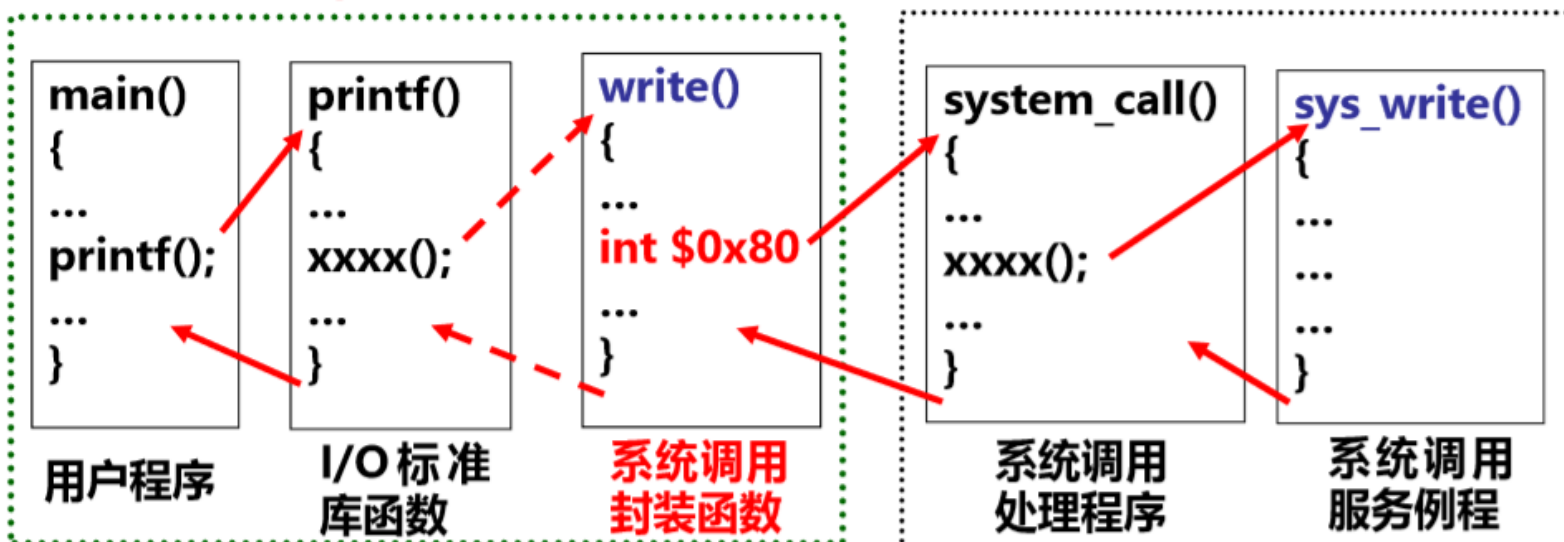 main()
{
...
printf();
...
}
用户程序
printf()
{
...
xxxx();
...
}
I/O标准
库函数
write()
{
...
int $0x80
...
}
系统调用
封装函数
system_call()
{
...
xxxx();
...
}
系统调用
处理程序
sys_write()
{
...
...
...
}
系统调用
服务例程